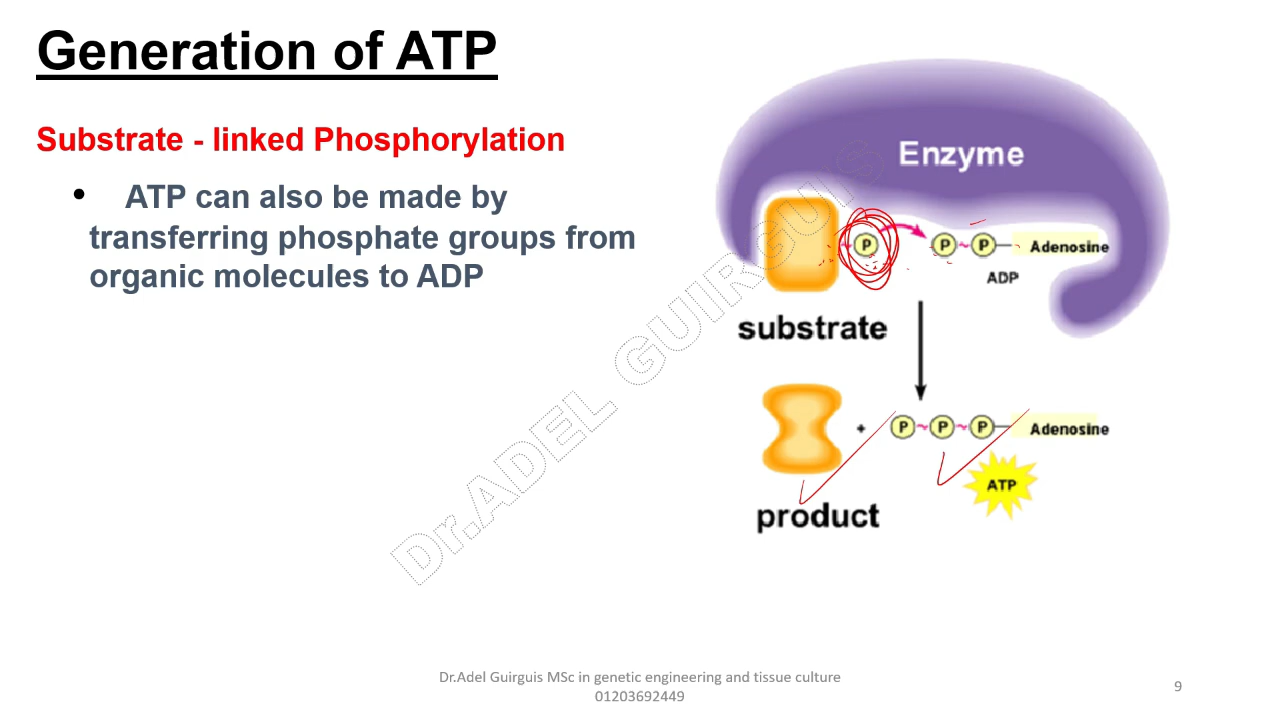 Generation of ATP
Substrate - linked Phosphorylation
• ATP can also be made by
transferring phosphate groups from
organic molecules to ADP
Enzyme
~ P P ~ P Adenosine
ADP
substrate
+ P ~ P ~ P Adenosine
ATP
product
Dr.ADEL GUIRGUIS
Dr.Adel Guirguis MSc in genetic engineering and tissue culture
01203692449
9